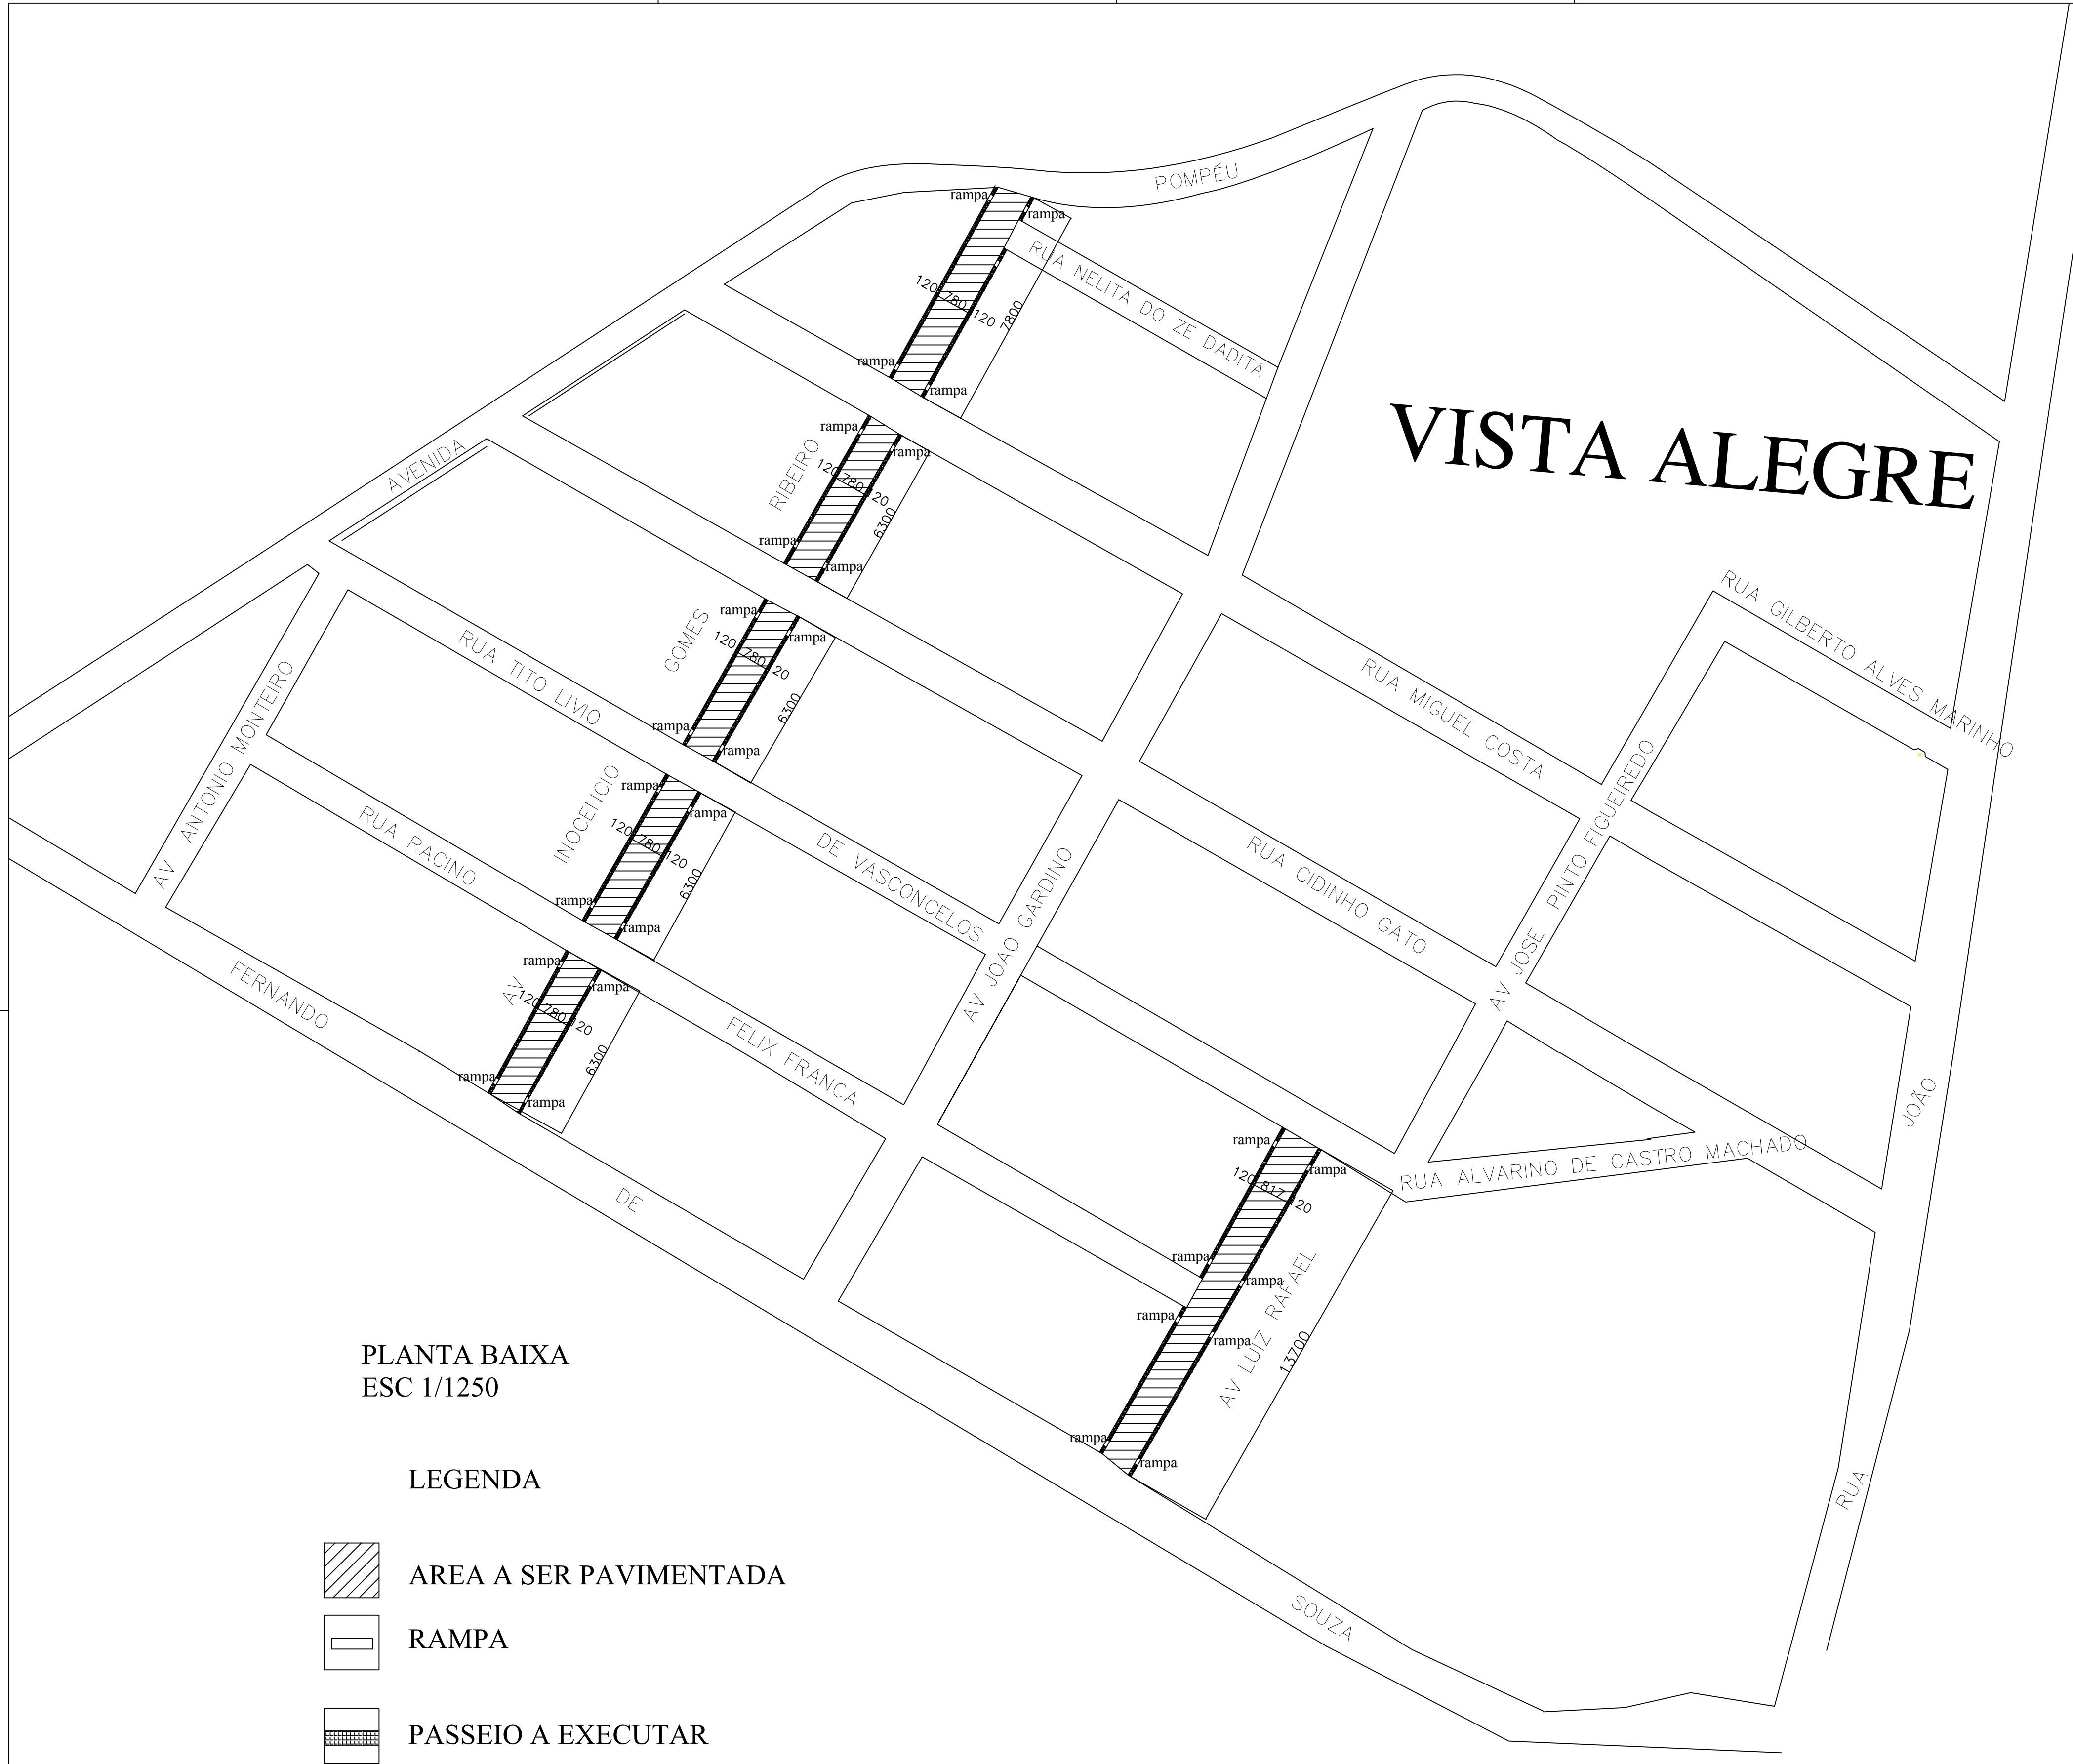 POMPÉU
rampa
rampa
RUA NELITA DO ZE DADITA
120 780 120
7800
rampa
rampa
VISTA ALEGRE
AVENIDA
rampa
rampa
RIBEIRO
120 780 120
6300
rampa
rampa
RUA GILBERTO ALVES MARINHO
rampa
rampa
GOMES
120 780 120
6300
rampa
rampa
RUA TITO LIVIO
DE VASCONCELOS
RUA MIGUEL COSTA
AV ANTONIO MONTEIRO
rampa
rampa
INOCENCIO
120 780 120
6300
rampa
rampa
RUA RACINO
FELIX FRANCA
AV JOAO GARDINO
RUA CIDINHO GATO
AV JOSE PINTO FIGUEIREDO
rampa
rampa
AV
120 780 120
6300
rampa
rampa
FERNANDO
DE
SOUZA
JOÃO
RUA
RUA ALVARINO DE CASTRO MACHADO
rampa
rampa
120 817 120
rampa
rampa
rampa
rampa
AV LUIZ RAFAEL
13700
rampa
rampa
PLANTA BAIXA
ESC 1/1250
LEGENDA
AREA A SER PAVIMENTADA
RAMPA
PASSEIO A EXECUTAR